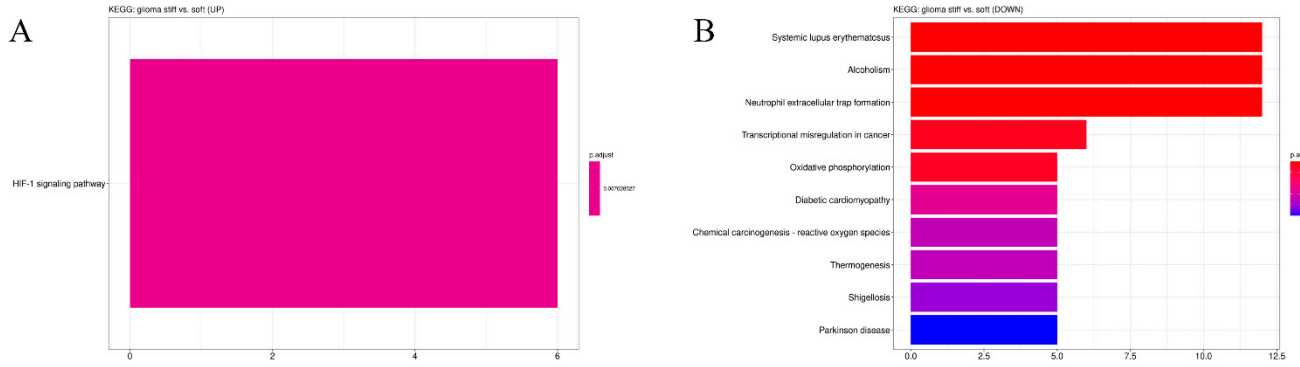 A
KEGG: glioma stiff vs. soft (UP)
HIF-1 signaling pathway
0
2
4
6
p.adjust
B
KEGG: glioma stiff vs. soft (DOWN)
Systemic lupus erythematosus
Alcoholism
Neutrophil extracellular trap formation
Transcriptional misregulation in cancer
Oxidative phosphorylation
Diabetic cardiomyopathy
Chemical carcinogenesis - reactive oxygen species
Thermogenesis
Shigellosis
Parkinson disease
0.0
2.5
5.0
7.5
10.0
12.5
p.a